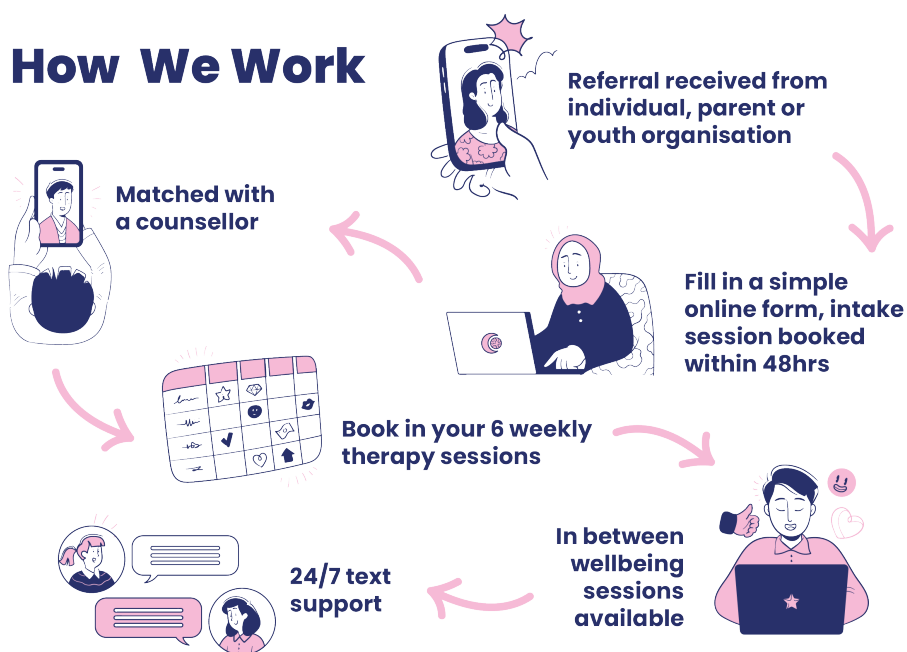 How We Work
Referral received from
individual, parent or
youth organisation
Fill in a simple
online form, intake
session booked
within 48hrs
Matched with
a counsellor
Book in your 6 weekly
therapy sessions
In between
wellbeing
sessions
available
24/7 text
support